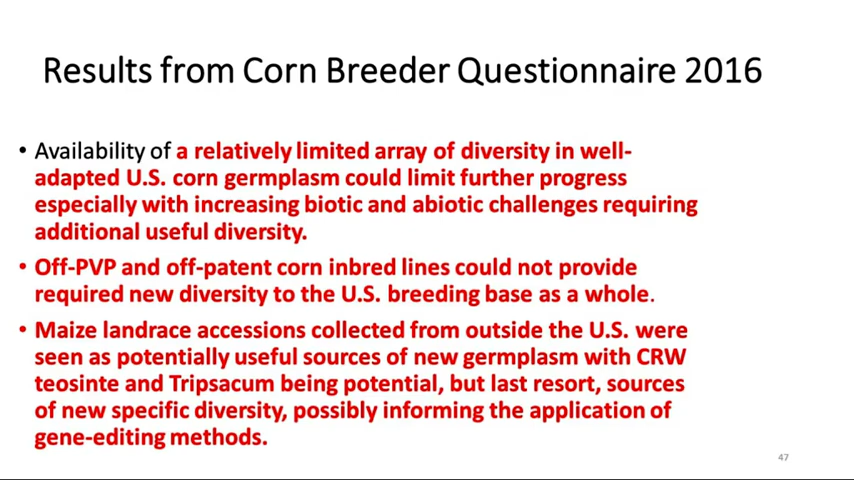 Results from Corn Breeder Questionnaire 2016
• Availability of a relatively limited array of diversity in well-
adapted U.S. corn germplasm could limit further progress
especially with increasing biotic and abiotic challenges requiring
additional useful diversity.
• Off-PVP and off-patent corn inbred lines could not provide
required new diversity to the U.S. breeding base as a whole.
• Maize landrace accessions collected from outside the U.S. were
seen as potentially useful sources of new germplasm with CRW
teosinte and Tripsacum being potential, but last resort, sources
of new specific diversity, possibly informing the application of
gene-editing methods.
47